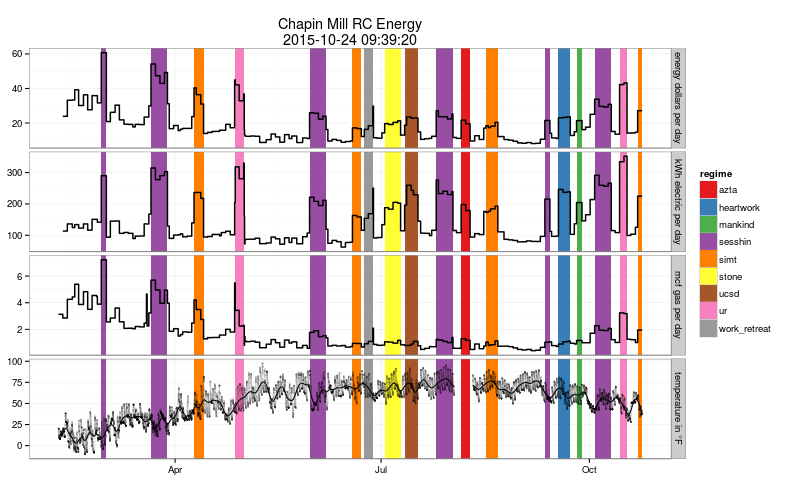 Chapin Mill RC Energy
2015-10-24 09:39:20
60
40
20
energy dollars per day
300
200
100
kWh electric per day
6
4
2
mcf gas per day
100
75
50
25
0
temperature in °F
Apr
Jul
Oct
regime
azta
heartwork
mankind
sesshin
simt
stone
ucsd
ur
work_retreat